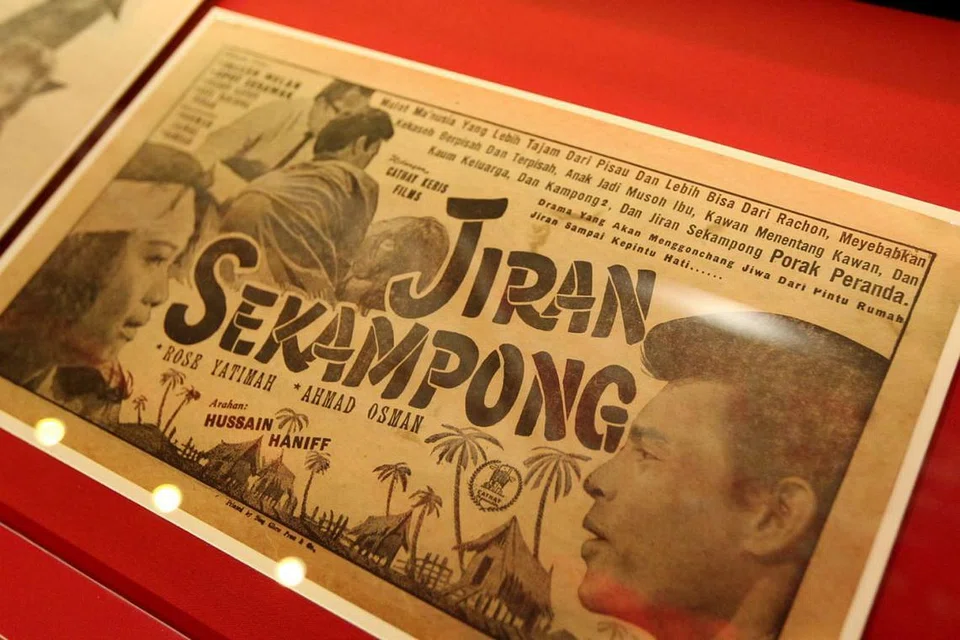 Mulut Ma'nusia Yang Lebih Tajam Dari Pisau Dan Lebih Bisa Dari Rachon, Meyebabkan
Kekaseh Berpisah Dan Terpisah, Anak Jadi Musoh Ibu, Kawan Menentang Kawan, Dan
Kaum Keluarga, Dan Kampong2, Dan Jiran Sekampong Porak Peranda.
Drama Yang Akan Menggonchang Jiwa Dari Pintu Rumah
Jiran Sampai Kepintu Hati......
CATHAY KERIS
FILMS
JIRAN
SEKAMPONG
*ROSE YATIMAH *AHMAD OSMAN
Arahan:
HUSSAIN
HANIFF
CATHAY
Printed by